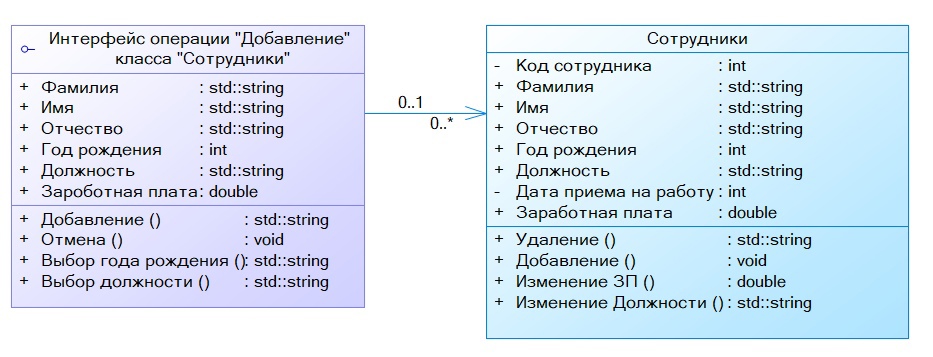 Интерфейс операции "Добавление"
класса "Сотрудники"
+ Фамилия : std::string
+ Имя : std::string
+ Отчество : std::string
+ Год рождения : int
+ Должность : std::string
+ Зароботная плата : double
+ Добавление () : std::string
+ Отмена () : void
+ Выбор года рождения () : std::string
+ Выбор должности () : std::string
0..1
0..*
Сотрудники
- Код сотрудника : int
+ Фамилия : std::string
+ Имя : std::string
+ Отчество : std::string
+ Год рождения : int
+ Должность : std::string
- Дата приема на работу : int
+ Заработная плата : double
+ Удаление () : std::string
+ Добавление () : void
+ Изменение ЗП () : double
+ Изменение Должности () : std::string